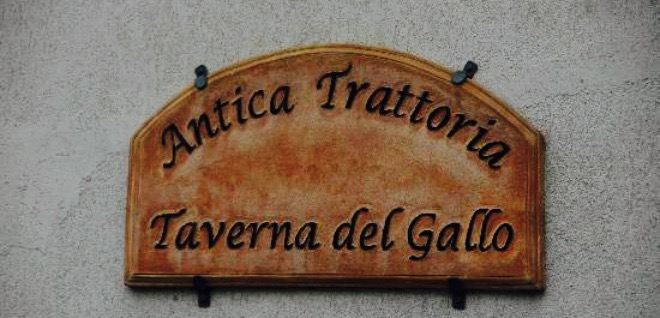 Antica Trattoria
Taverna del Gallo